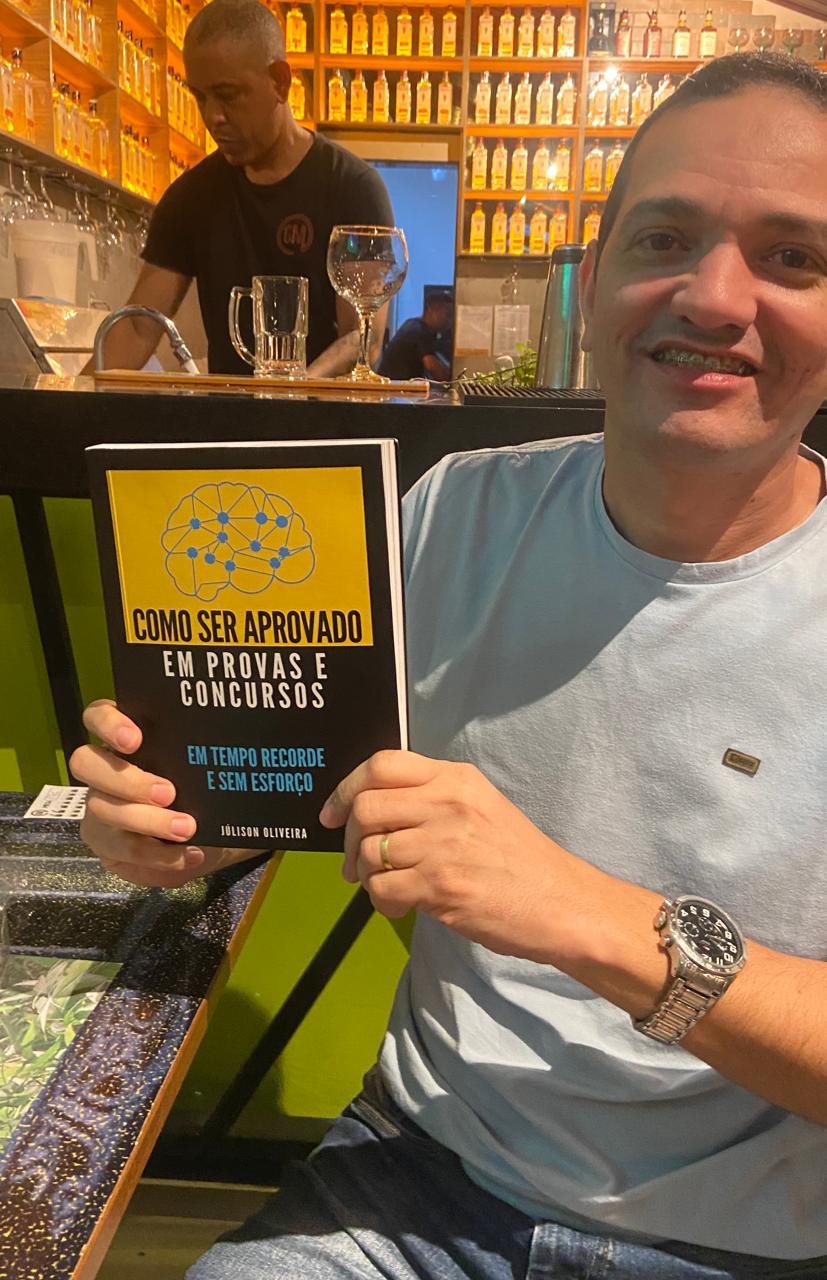 COMO SER APROVADO
EM PROVAS E
CONCURSOS
EM TEMPO RECORDE
E SEM ESFORÇO
JÚLISON OLIVEIRA